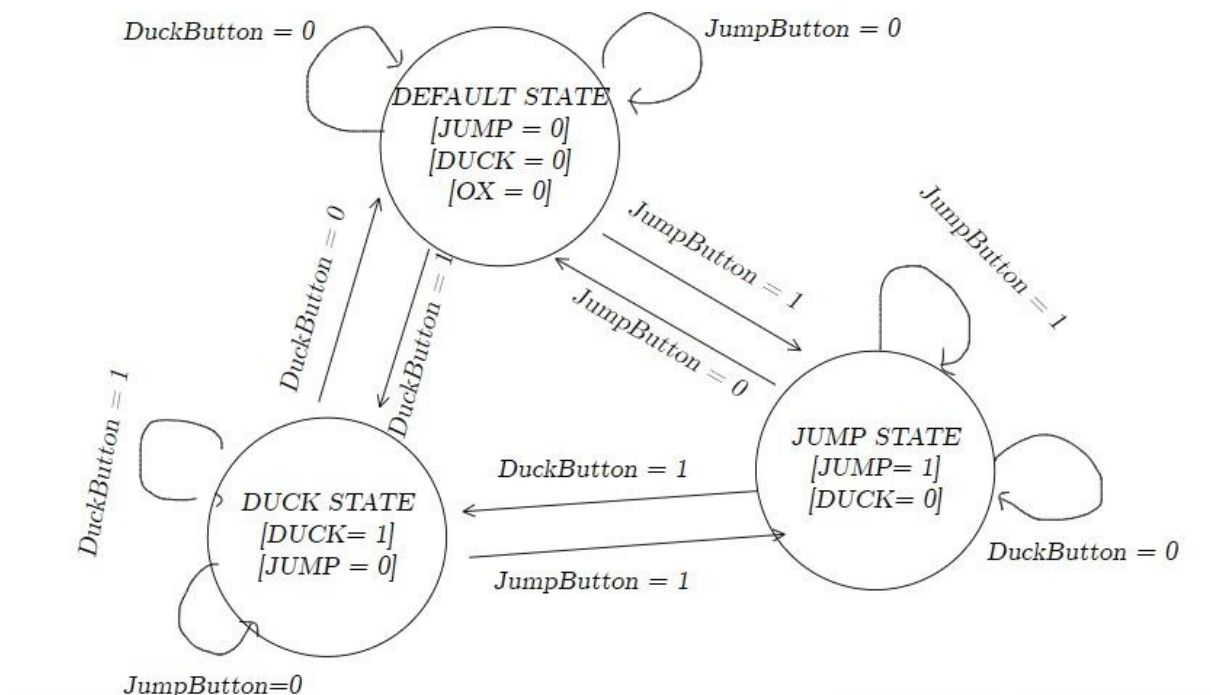 DuckButton = 0
JumpButton = 0
DEFAULT STATE
[JUMP = 0]
[DUCK = 0]
[OX = 0]
DuckButton = 0
DuckButton = 1
JumpButton = 1
JumpButton = 0
JumpButton = 1
DuckButton = 1
DUCK STATE
[DUCK= 1]
[JUMP = 0]
JumpButton=0
DuckButton = 1
JumpButton = 1
JUMP STATE
[JUMP= 1]
[DUCK= 0]
DuckButton = 0